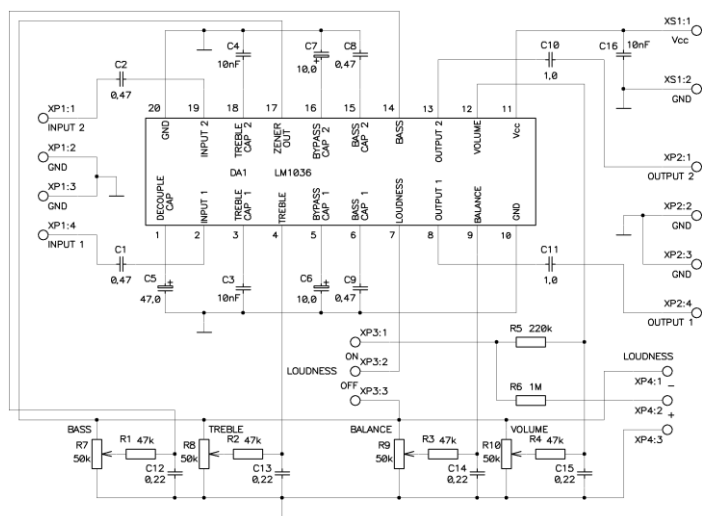 XS1:1
Vcc
C2
0,47
C4
10nF
C7
10,0
C8
0,47
C10
1,0
C16
10nF
XS1:2
GND
XP1:1
INPUT 2
20 19 18 17 16 15 14 13 12 11
GND
INPUT 2
TREBLE CAP 2
ZENER OUT
BYPASS CAP 2
BASS CAP 2
BASS
OUTPUT 2
VOLUME
Vcc
XP1:2
GND
XP1:3
GND
DA1 LM1036
XP2:1
OUTPUT 2
DECOUPLE CAP
INPUT 1
TREBLE CAP 1
TREBLE
BYPASS CAP 1
BASS CAP 1
LOUDNESS
OUTPUT 1
BALANCE
GND
XP1:4
INPUT 1
1 2 3 4 5 6 7 8 9 10
XP2:2
GND
XP2:3
GND
C1
0,47
C5
47,0
C3
10nF
C6
10,0
C9
0,47
C11
1,0
XP2:4
OUTPUT 1
XP3:1
ON
R5 220k
LOUDNESS
XP3:2
OFF
XP3:3
R6 1M
LOUDNESS
XP4:1
-
XP4:2
+
XP4:3
BASS
R7
50k
R1 47k
C12
0,22
TREBLE
R8
50k
R2 47k
C13
0,22
BALANCE
R9
50k
R3 47k
C14
0,22
VOLUME
R10
50k
R4 47k
C15
0,22